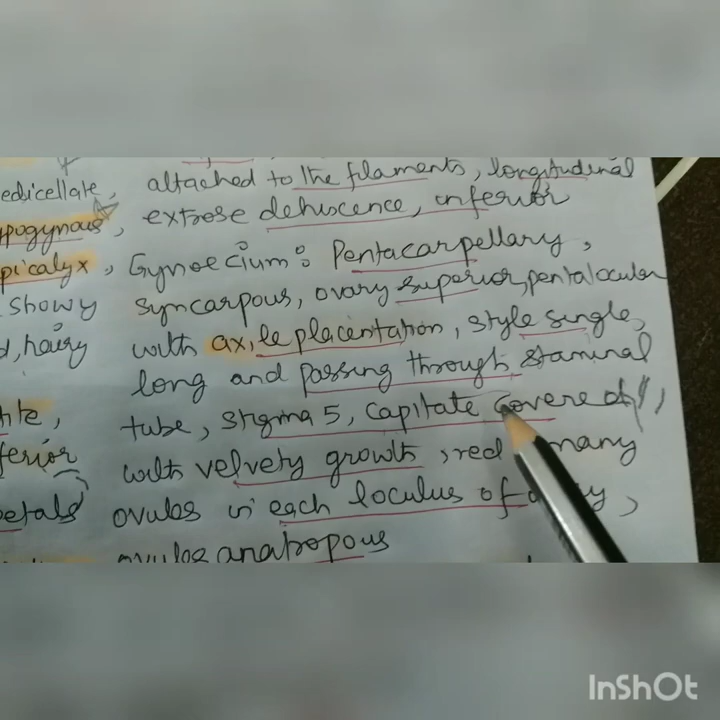 edicellate, attached to the filaments, longitudinal
ypogynous, extrose dehiscence, inferior
picalyx, Gynoecium: Pentacarpellary,
showy syncarpous, ovary superior, pentalocular
d, hairy with axile placentation, style single,
long and passing through staminal
hite, tube, stigma 5, capitate covered
ferior with velvety growth, red many
petals ovules in each loculus of
ovules anatropous
InShOt